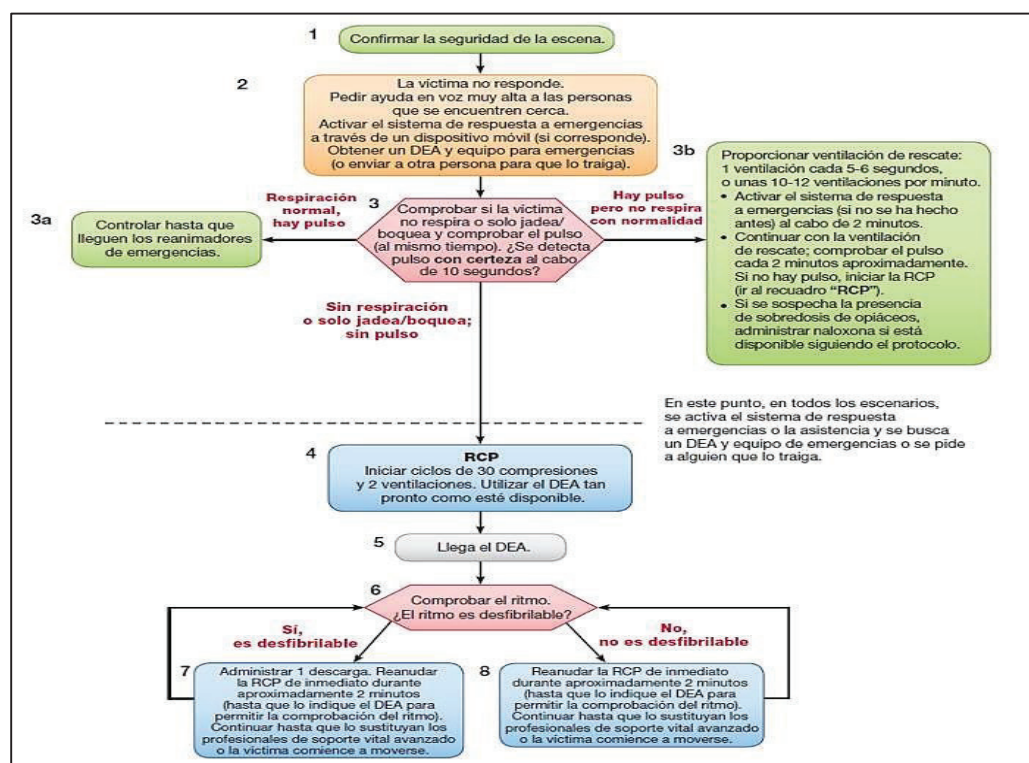 1
Confirmar la seguridad de la escena.
2
La víctima no responde.
Pedir ayuda en voz muy alta a las personas
que se encuentren cerca.
Activar el sistema de respuesta a emergencias
a través de un dispositivo móvil (si corresponde).
Obtener un DEA y equipo para emergencias
(o enviar a otra persona para que lo traiga).
3a
Controlar hasta que
lleguen los reanimadores
de emergencias.
Respiración
normal,
hay pulso
3
Comprobar si la víctima
no respira o solo jadea/
boquea y comprobar el pulso
(al mismo tiempo). ¿Se detecta
pulso con certeza al cabo
de 10 segundos?
Hay pulso
pero no respira
con normalidad
3b
Proporcionar ventilación de rescate:
1 ventilación cada 5-6 segundos,
o unas 10-12 ventilaciones por minuto.
• Activar el sistema de respuesta
a emergencias (si no se ha hecho
antes) al cabo de 2 minutos.
• Continuar con la ventilación
de rescate; comprobar el pulso
cada 2 minutos aproximadamente.
Si no hay pulso, iniciar la RCP
(ir al recuadro “RCP”).
• Si se sospecha la presencia
de sobredosis de opiáceos,
administrar naloxona si está
disponible siguiendo el protocolo.
Sin respiración
o solo jadea/boquea;
sin pulso
En este punto, en todos los escenarios,
se activa el sistema de respuesta
a emergencias o la asistencia y se busca
un DEA y equipo de emergencias o se pide
a alguien que lo traiga.
4
RCP
Iniciar ciclos de 30 compresiones
y 2 ventilaciones. Utilizar el DEA tan
pronto como esté disponible.
5
Llega el DEA.
6
Comprobar el ritmo.
¿El ritmo es desfibrilable?
Sí,
es desfibrilable
No,
no es desfibrilable
7
Administrar 1 descarga. Reanudar
la RCP de inmediato durante
aproximadamente 2 minutos
(hasta que lo indique el DEA para
permitir la comprobación del ritmo).
Continuar hasta que lo sustituyan los
profesionales de soporte vital avanzado
o la víctima comience a moverse.
8
Reanudar la RCP de inmediato
durante aproximadamente 2 minutos
(hasta que lo indique el DEA para
permitir la comprobación del ritmo).
Continuar hasta que lo sustituyan los
profesionales de soporte vital avanzado
o la víctima comience a moverse.